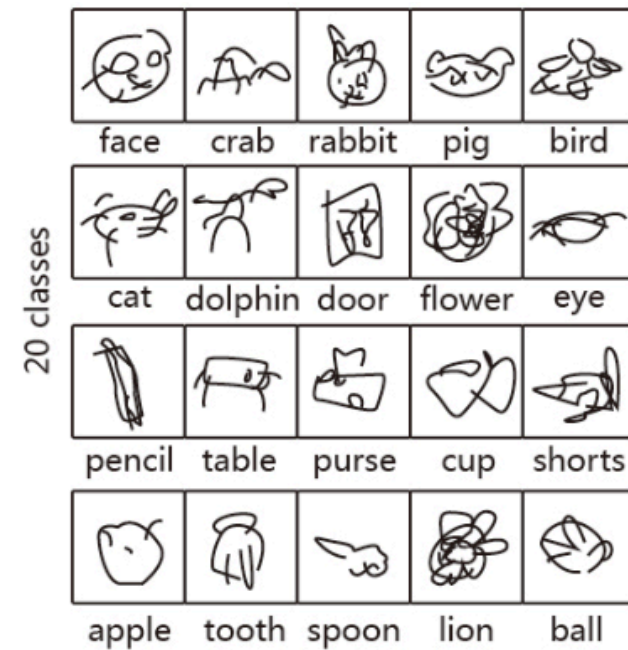 face crab rabbit pig bird
20 classes
cat dolphin door flower eye
pencil table purse cup shorts
apple tooth spoon lion ball